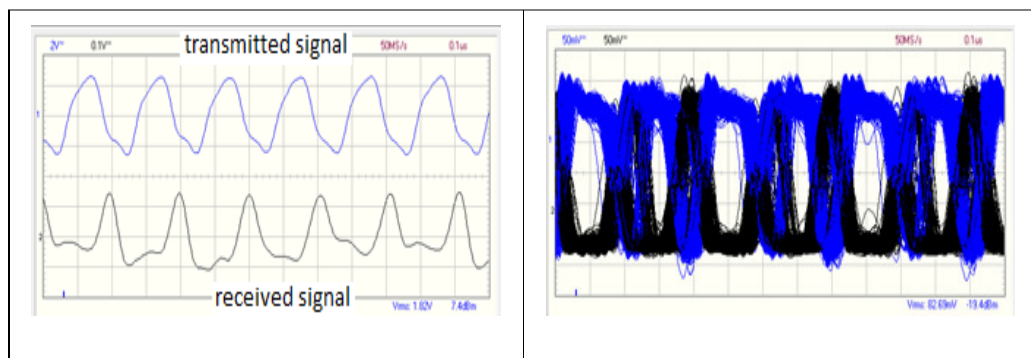 2V 0.1V 50MS/s 0.1us
transmitted signal
1
2
received signal
Vrms: 1.82V 7.4dBm
50mV 50mV 50MS/s 0.1us
1
2
Vrms: 82.69mV -19.4dBm